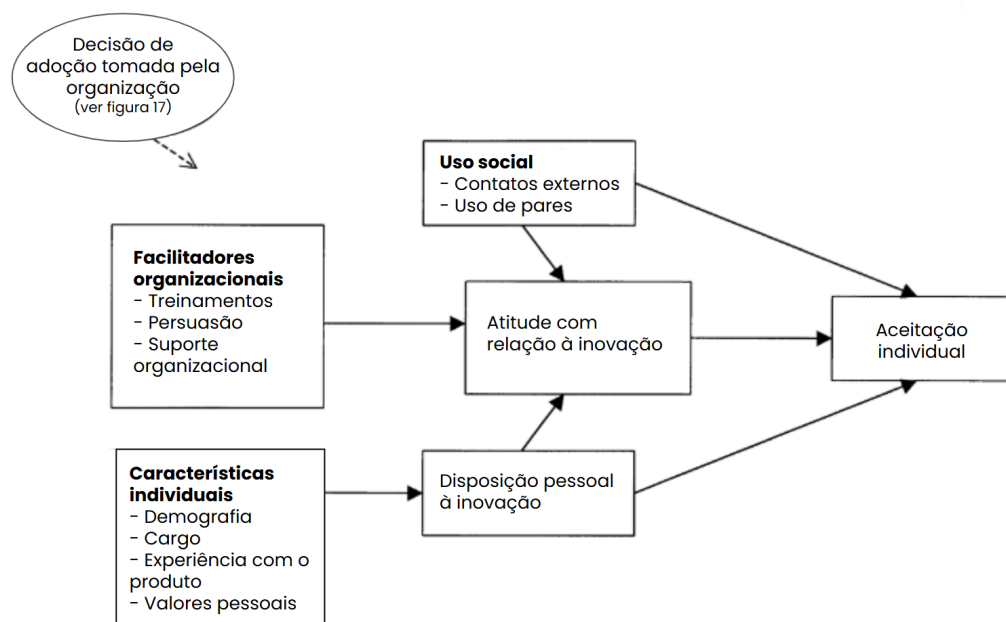 Decisão de
adoção tomada pela
organização
(ver figura 17)
Uso social
- Contatos externos
- Uso de pares
Facilitadores
organizacionais
- Treinamentos
- Persuasão
- Suporte
organizacional
Atitude com
relação à inovação
Aceitação
individual
Características
individuais
- Demografia
- Cargo
- Experiência com o
produto
- Valores pessoais
Disposição pessoal
à inovação